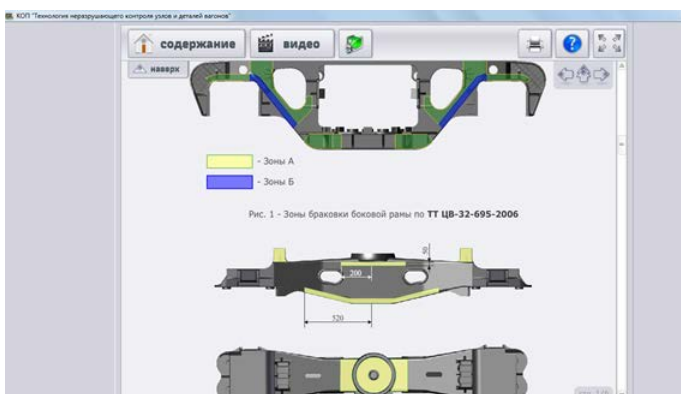 КОП "Технология неразрушающего контроля узлов и деталей вагонов"
содержание
видео
?
наверх
- Зоны А
- Зоны Б
Рис. 1 - Зоны браковки боковой рамы по ТТ ЦВ-32-695-2006
50
200
520